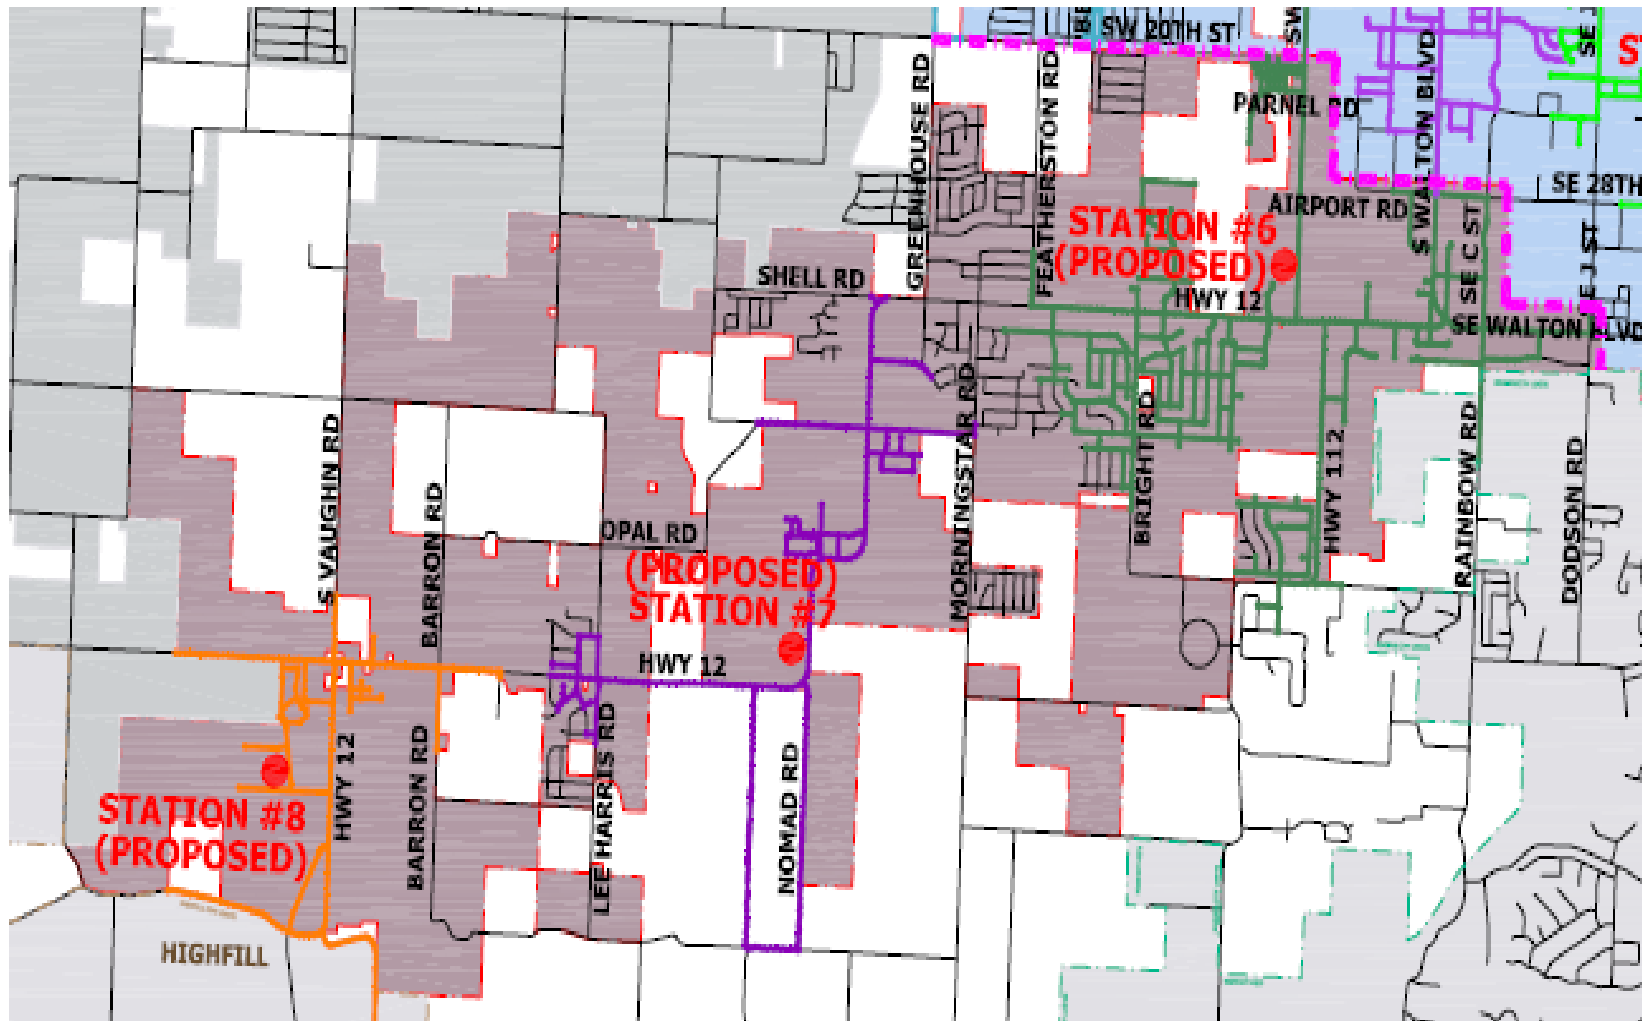 SW 20TH ST
SW
SE J
S WALTON BLVD
GREENHOUSE RD
FEATHERSTON RD
PARNEL RD
SE 28TH
AIRPORT RD
STATION #6
(PROPOSED)
SE C ST
E J ST
SHELL RD
HWY 12
SE WALTON BLVD
S VAUGHN RD
BARRON RD
MORNINGSTAR RD
BRIGHT RD
HWY 112
RAINBOW RD
DODSON RD
OPAL RD
(PROPOSED)
STATION #7
HWY 12
HWY 12
BARRON RD
LEE HARRIS RD
NOMAD RD
STATION #8
(PROPOSED)
HIGHFILL